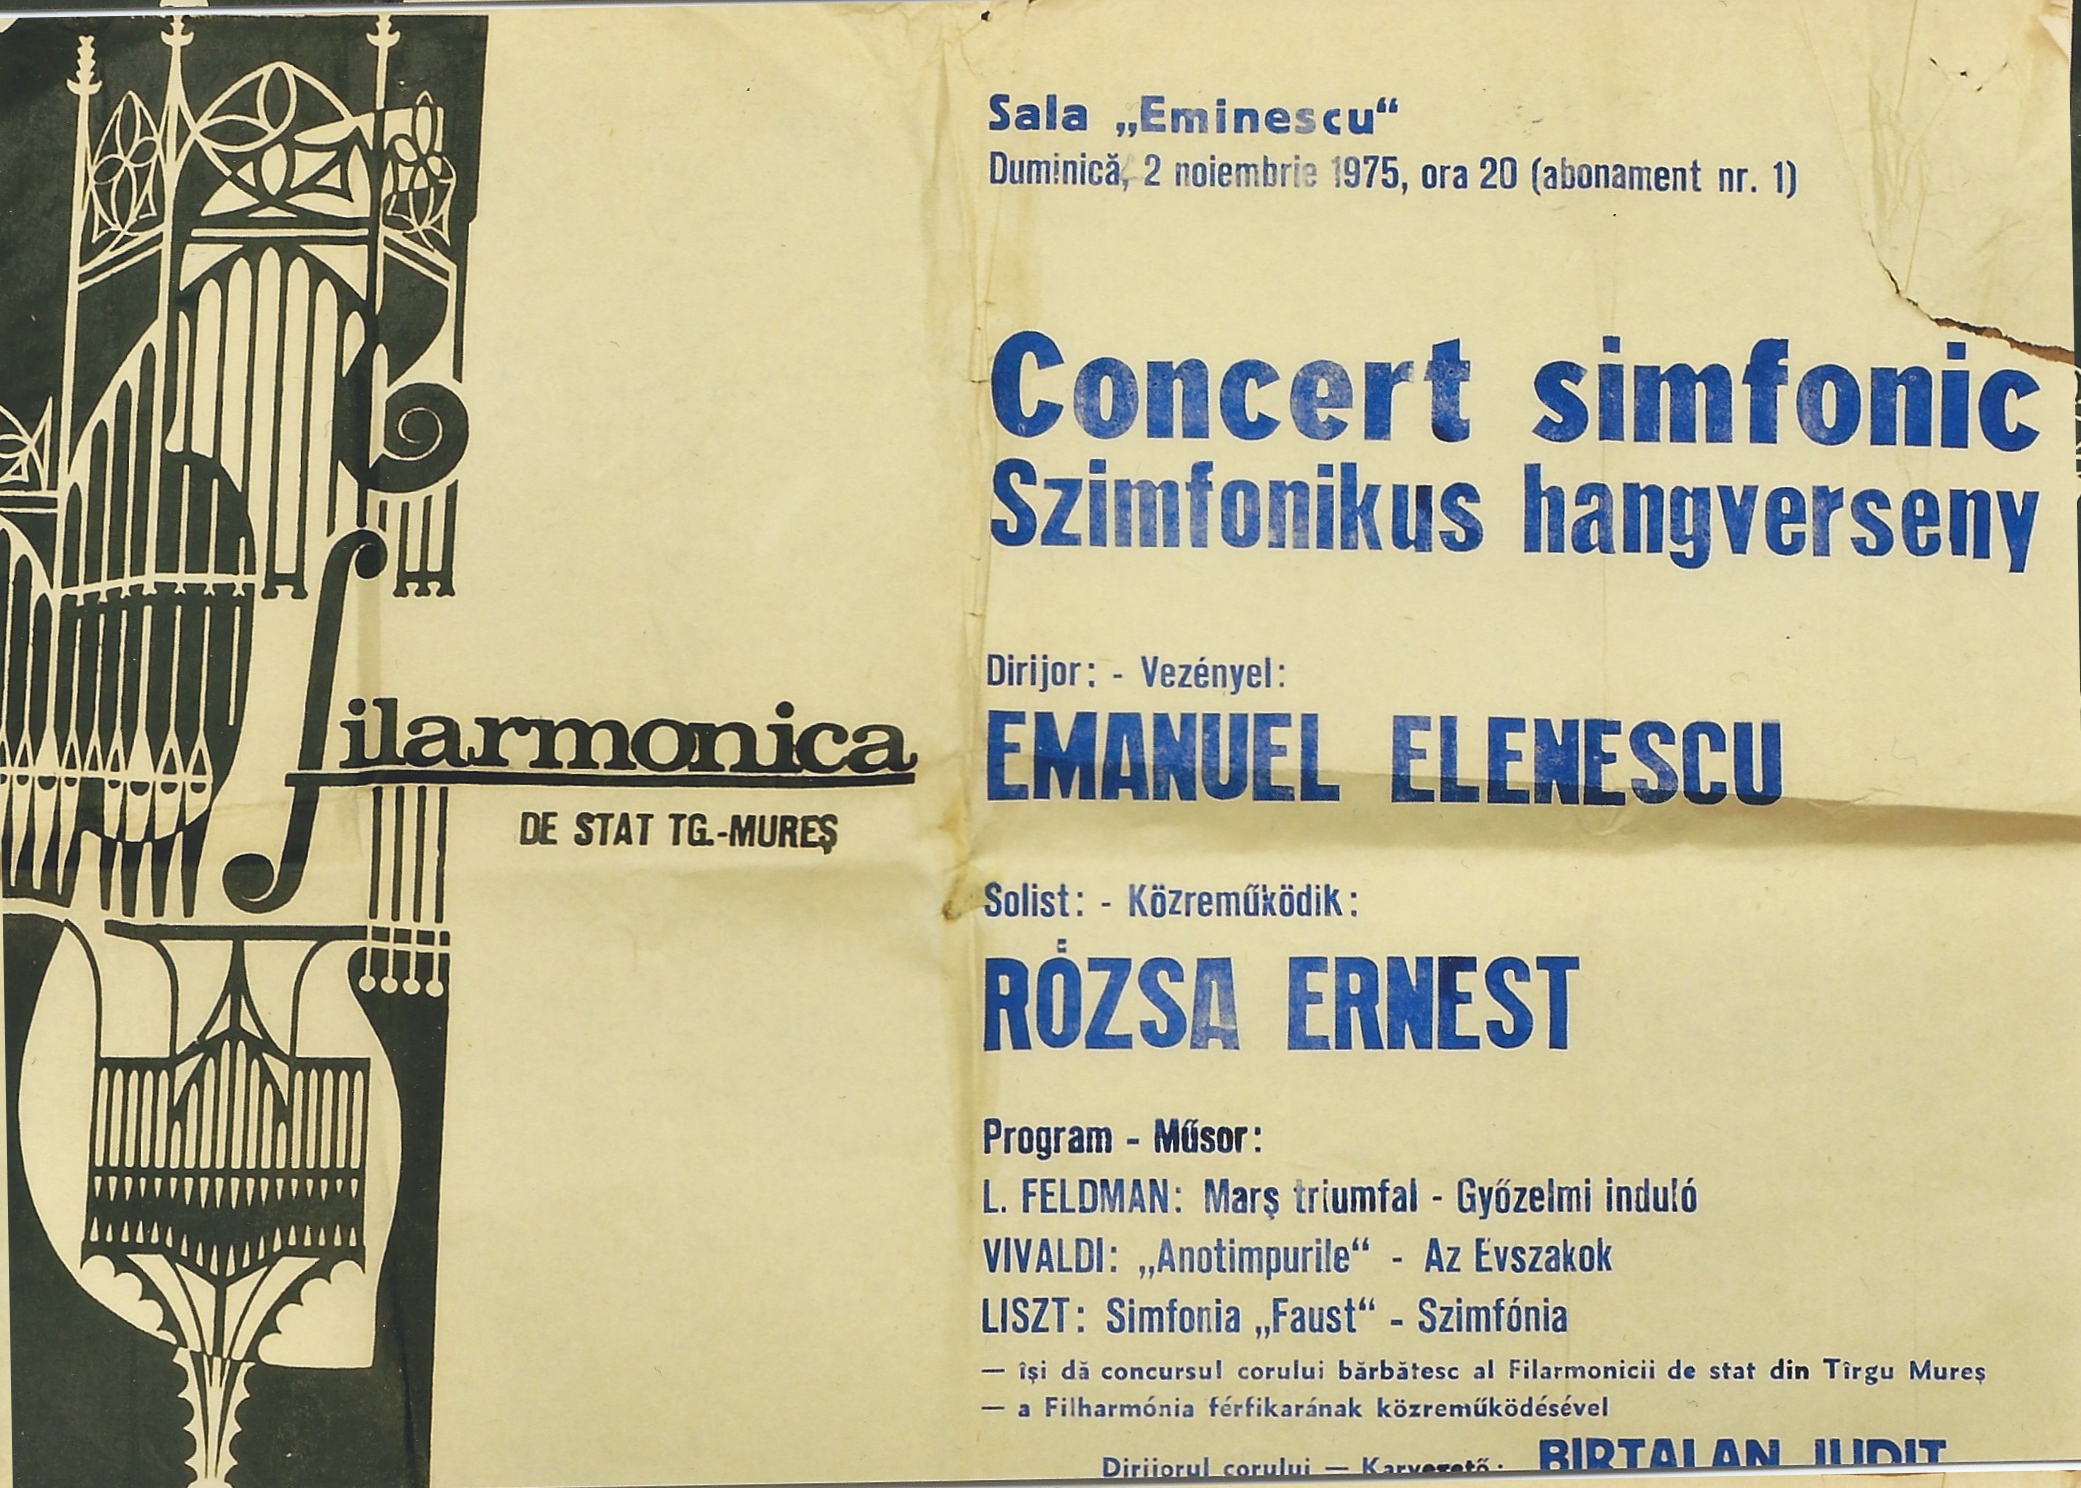 Sala „Eminescu“
Duminică, 2 noiembrie 1975, ora 20 (abonament nr. 1)
Concert simfonic
Szimfonikus hangverseny
Dirijor: - Vezényel:
EMANUEL ELENESCU
filarmonica
DE STAT TG.-MUREŞ
Solist: - Közreműködik:
RÓZSA ERNEST
Program - Műsor:
L. FELDMAN: Marş triumfal - Győzelmi induló
VIVALDI: „Anotimpurile“ - Az Évszakok
LISZT: Simfonia „Faust“ - Szimfónia
— îşi dă concursul corului bărbătesc al Filarmonicii de stat din Tîrgu Mureş
— a Filharmónia férfikarának közreműködésével
Dirijorul corului — Karvezető: BIRTALAN JUDIT